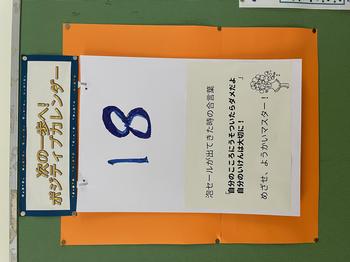 次の一歩へ!
ポジティブカレンダー
18
泡セールが出てきた時の合言葉
「自分のこころにうそついたらダメだよ
自分のいけんは大切に!
めざせ、ようかいマスター!